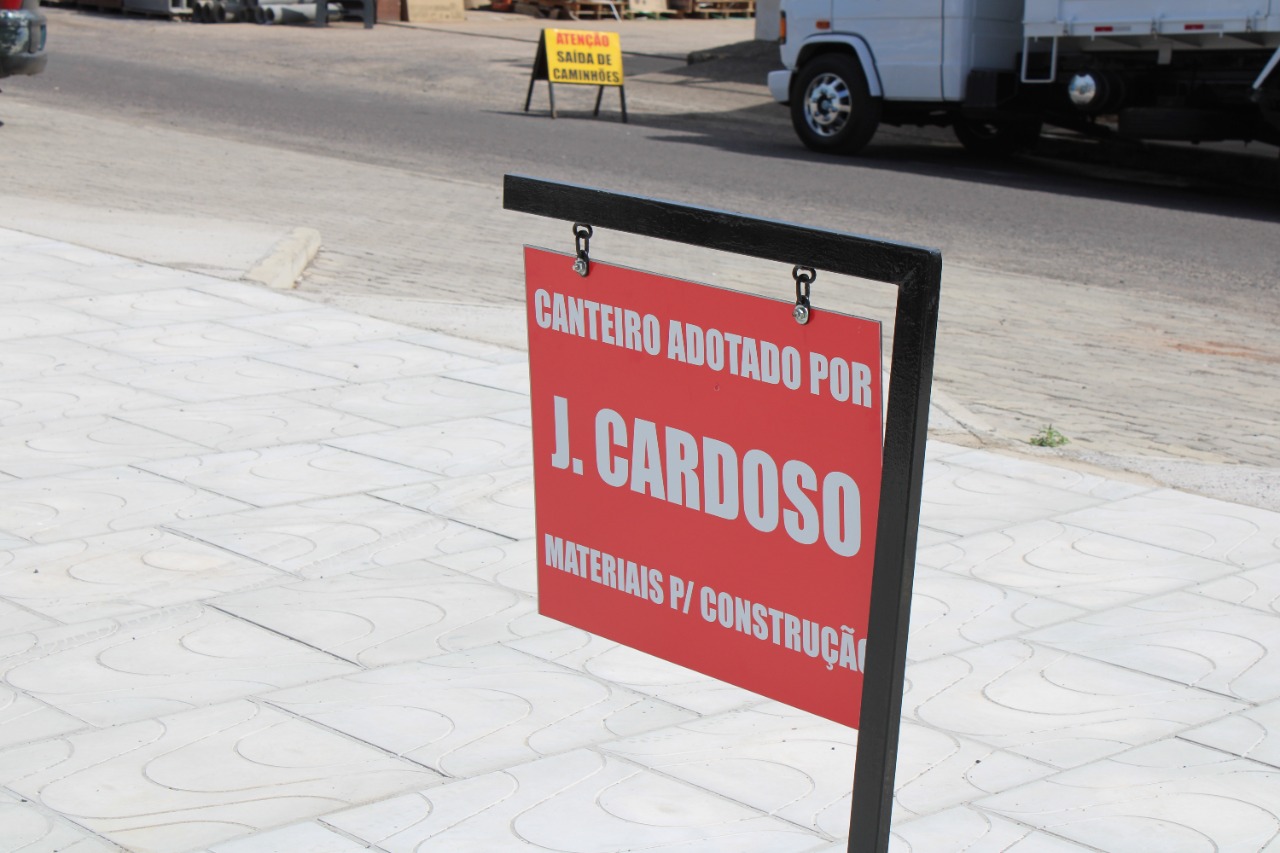 ATENÇÃO
SAÍDA DE
CAMINHÕES
CANTEIRO ADOTADO POR
J. CARDOSO
MATERIAIS P/ CONSTRUÇÃO